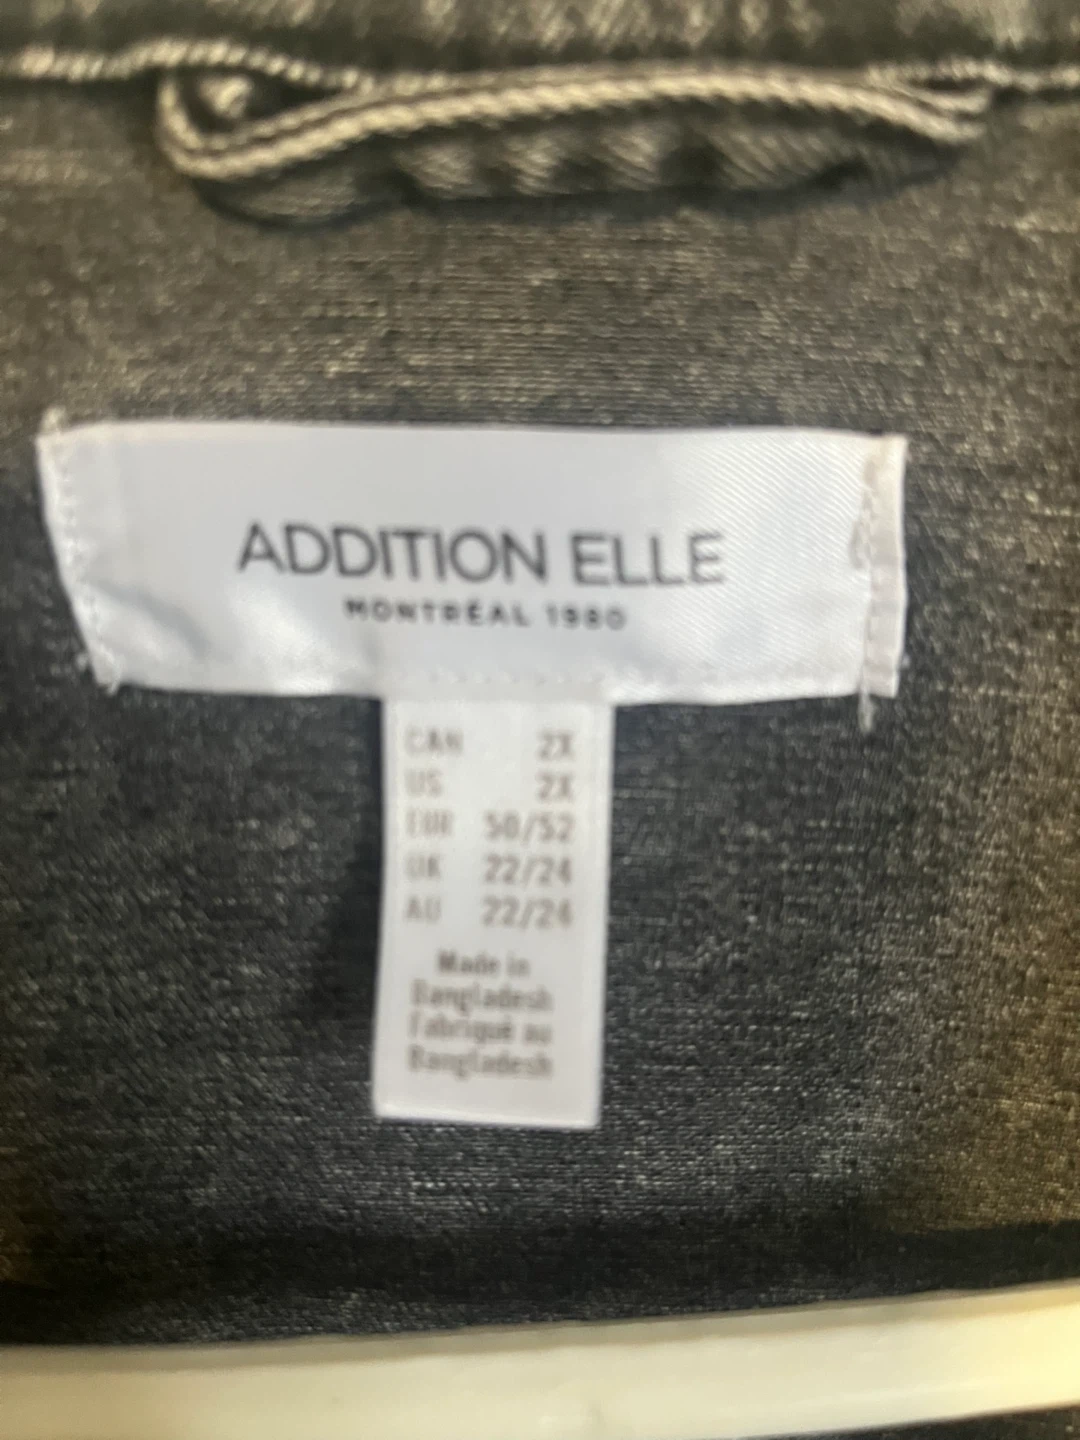 ADDITION ELLE
MONTRÉAL 1980
CAN 2X
US 2X
EUR 50/52
UK 22/24
AU 22/24
Made in
Bangladesh
Fabriqué au
Bangladesh